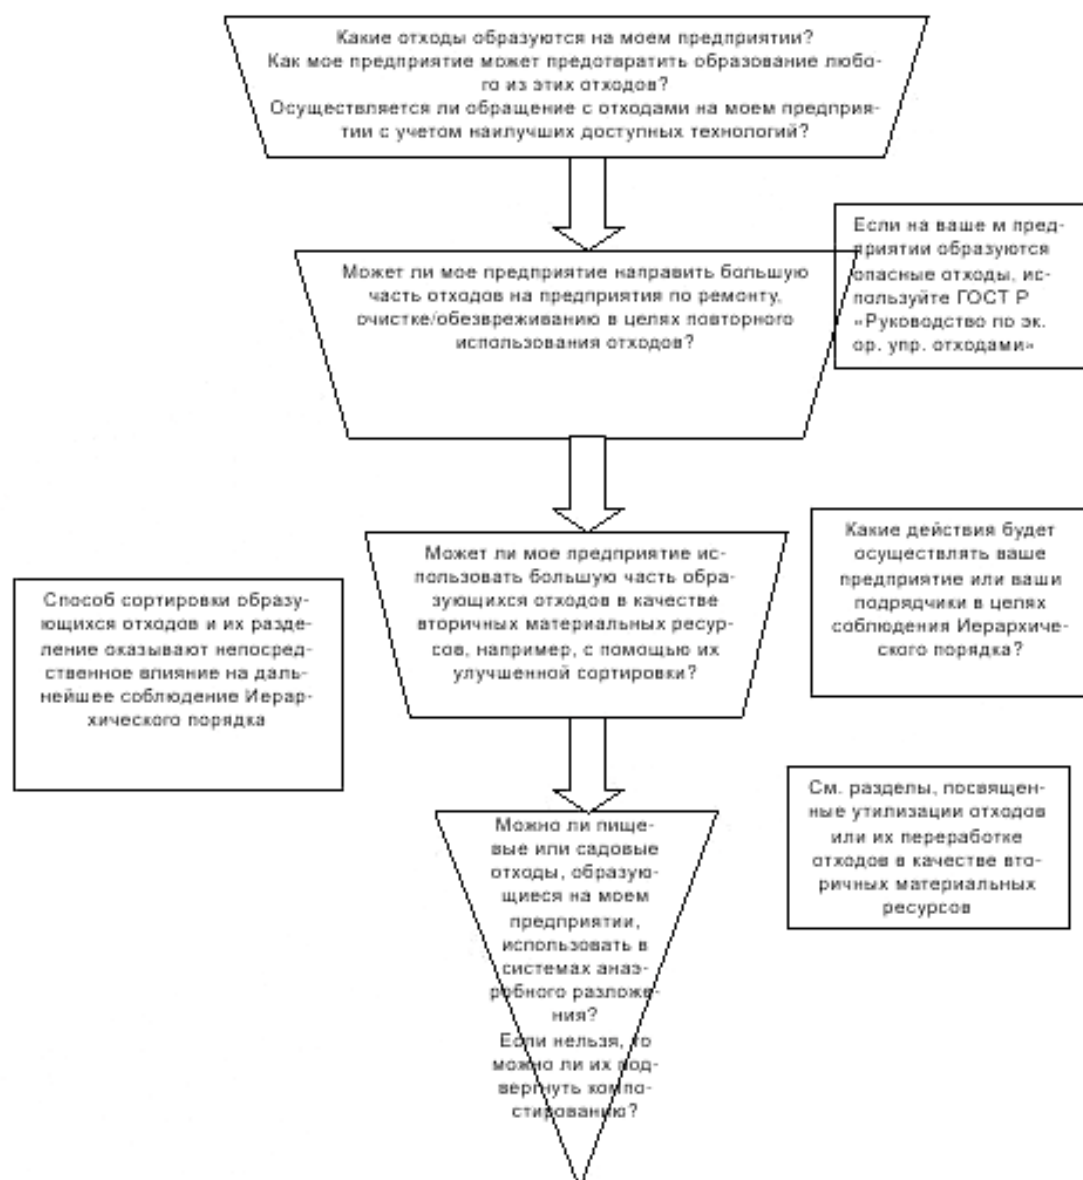 Какие отходы образуются на моем предприятии?
Как мое предприятие может предотвратить образование любо-
го из этих отходов?
Осуществляется ли обращение с отходами на моем предприя-
тии с учетом наилучших доступных технологий?
Если на ваше м пред-
приятии образуются
опасные отходы, ис-
пользуйте ГОСТ Р
«Руководство по эк.
ор. упр. отходами»
Может ли мое предприятие направить большую
часть отходов на предприятия по ремонту,
очистке/обезвреживанию в целях повторного
использования отходов?
Какие действия будет
осуществлять ваше
предприятие или ваши
подрядчики в целях
соблюдения Иерархиче-
ского порядка?
Может ли мое предприятие ис-
пользовать большую часть обра-
зующихся отходов в качестве
вторичных материальных ресур-
сов, например, с помощью их
улучшенной сортировки?
Способ сортировки образу-
ющихся отходов и их разде-
ление оказывают непосред-
ственное влияние на даль-
нейшее соблюдение Иерар-
хического порядка
См. разделы, посвящен-
ные утилизации отходов
или их переработке
отходов в качестве вто-
ричных материальных
ресурсов
Можно ли пище-
вые или садовые
отходы, образую-
щиеся на моем
предприятии,
использовать в
системах анаэ-
робного разложе-
ния?
Если нельзя, то
можно ли их под-
вергнуть компо-
стированию?